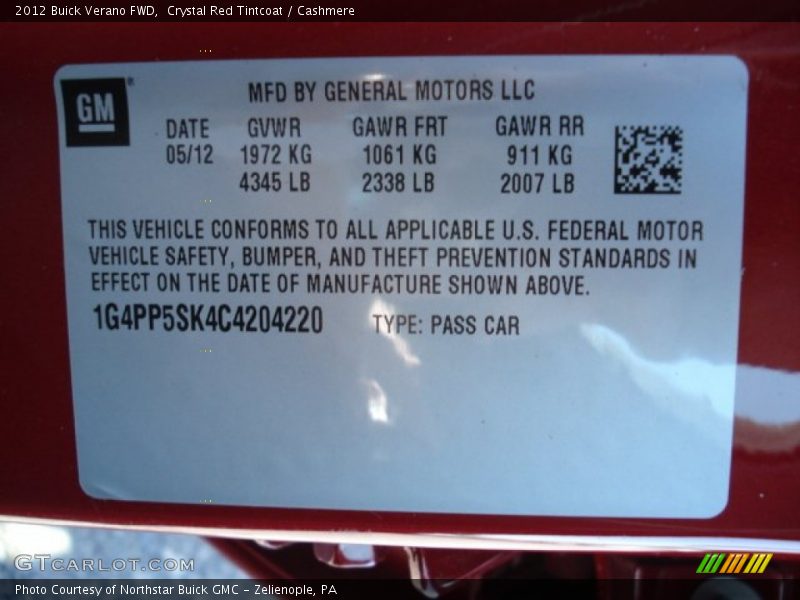 2012 Buick Verano FWD,  Crystal Red Tintcoat / Cashmere
GM
MFD BY GENERAL MOTORS LLC
DATE GVWR GAWR FRT GAWR RR
05/12 1972 KG 1061 KG 911 KG
4345 LB 2338 LB 2007 LB
THIS VEHICLE CONFORMS TO ALL APPLICABLE U.S. FEDERAL MOTOR
VEHICLE SAFETY, BUMPER, AND THEFT PREVENTION STANDARDS IN
EFFECT ON THE DATE OF MANUFACTURE SHOWN ABOVE.
1G4PP5SK4C4204220 TYPE: PASS CAR
GTCARLOT.COM
Photo Courtesy of Northstar Buick GMC - Zelienople, PA